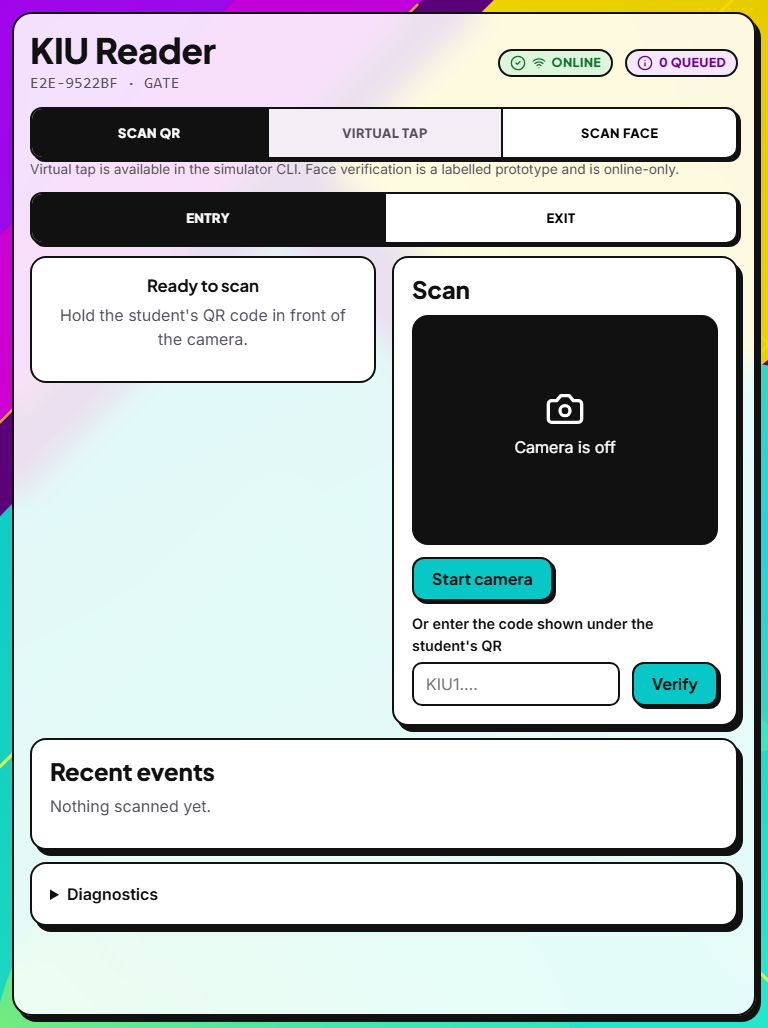 KIU Reader
E2E-9522BF · GATE
ONLINE
0 QUEUED
SCAN QR
VIRTUAL TAP
SCAN FACE
Virtual tap is available in the simulator CLI. Face verification is a labelled prototype and is online-only.
ENTRY
EXIT
Ready to scan
Hold the student's QR code in front of
the camera.
Scan
Camera is off
Start camera
Or enter the code shown under the
student's QR
KIU1....
Verify
Recent events
Nothing scanned yet.
Diagnostics